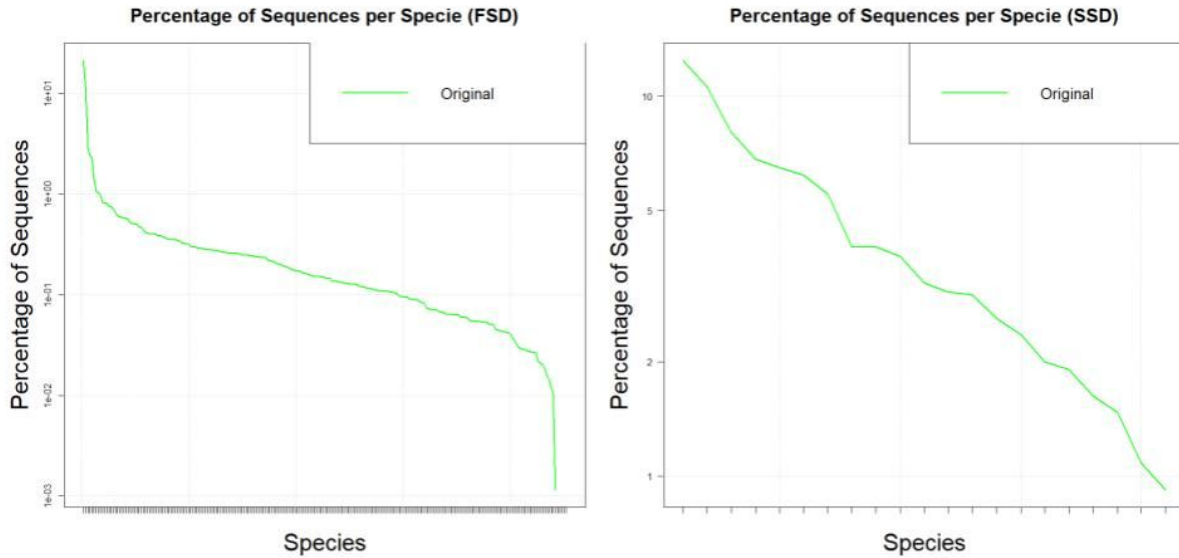 Percentage of Sequences per Specie (FSD)
Original
Percentage of Sequences
1e+01
1e+00
1e-01
1e-02
1e-03
Species
Percentage of Sequences per Specie (SSD)
Original
Percentage of Sequences
10
5
2
1
Species